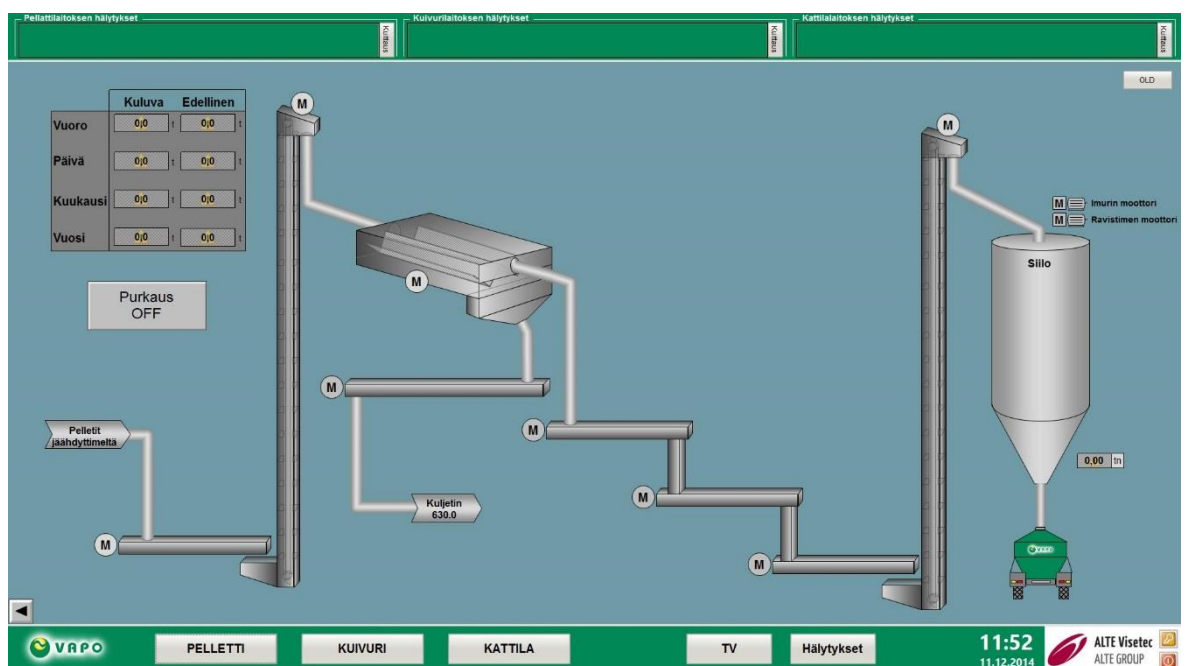 Pellattilaitoksen hälytykset
Kuivurilaitoksen hälytykset
Kattilalaitoksen hälytykset
Kuittaus
Kuittaus
Kuittaus
OLD
Kuluva Edellinen
Vuoro 0,0 t 0,0 t
Päivä 0,0 t 0,0 t
Kuukausi 0,0 t 0,0 t
Vuosi 0,0 t 0,0 t
Purkaus
OFF
M
M
M
M
M
M
M
M
M Imurin moottori
M Ravistimen moottori
Siilo
Pelletit
jäähdyttimeltä
Kuljetin
630.0
0,00 tn
VAPO
VAPO
PELLETTI
KUIVURI
KATTILA
TV
Hälytykset
11:52
11.12.2014
ALTE Visetec
ALTE GROUP